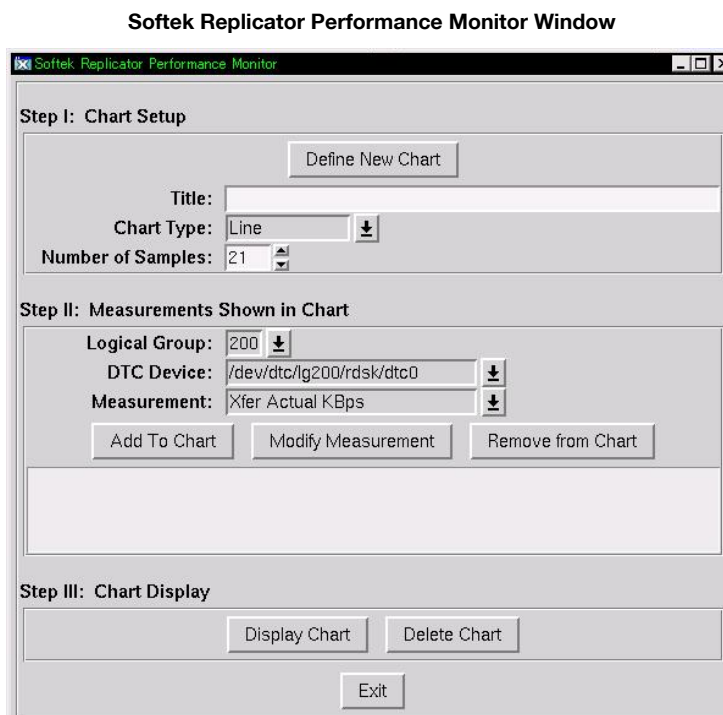 Softek Replicator Performance Monitor Window
Softek Replicator Performance Monitor
Step I: Chart Setup
Define New Chart
Title:
Chart Type: Line
Number of Samples: 21
Step II: Measurements Shown in Chart
Logical Group: 200
DTC Device: /dev/dtc/lg200/rdsk/dtc0
Measurement: Xfer Actual KBps
Add To Chart Modify Measurement Remove from Chart
Step III: Chart Display
Display Chart Delete Chart
Exit